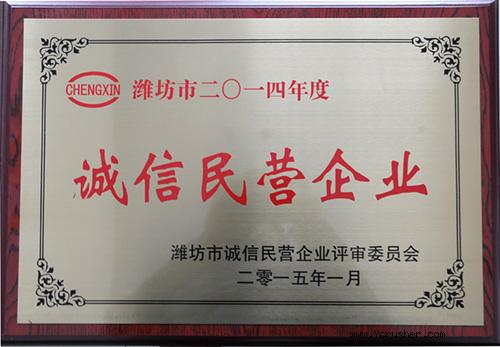 CHENGXIN 潍坊市二〇一四年度
诚信民营企业
潍坊市诚信民营企业评审委员会
二零一五年一月
www.Ycrusher.com